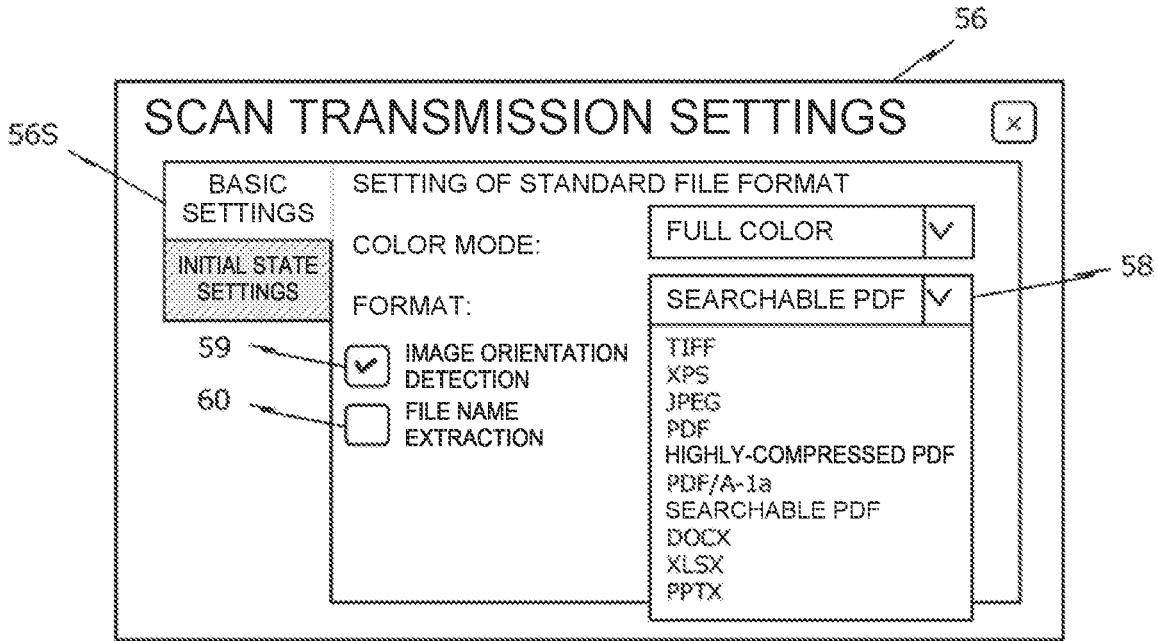 56
SCAN TRANSMISSION SETTINGS
×
56S
BASIC
SETTINGS
SETTING OF STANDARD FILE FORMAT
COLOR MODE:
FULL COLOR
INITIAL STATE
SETTINGS
FORMAT:
SEARCHABLE PDF
58
59
IMAGE ORIENTATION
DETECTION
60
FILE NAME
EXTRACTION
TIFF
XPS
JPEG
PDF
HIGHLY-COMPRESSED PDF
PDF/A-1a
SEARCHABLE PDF
DOCX
XLSX
PPTX